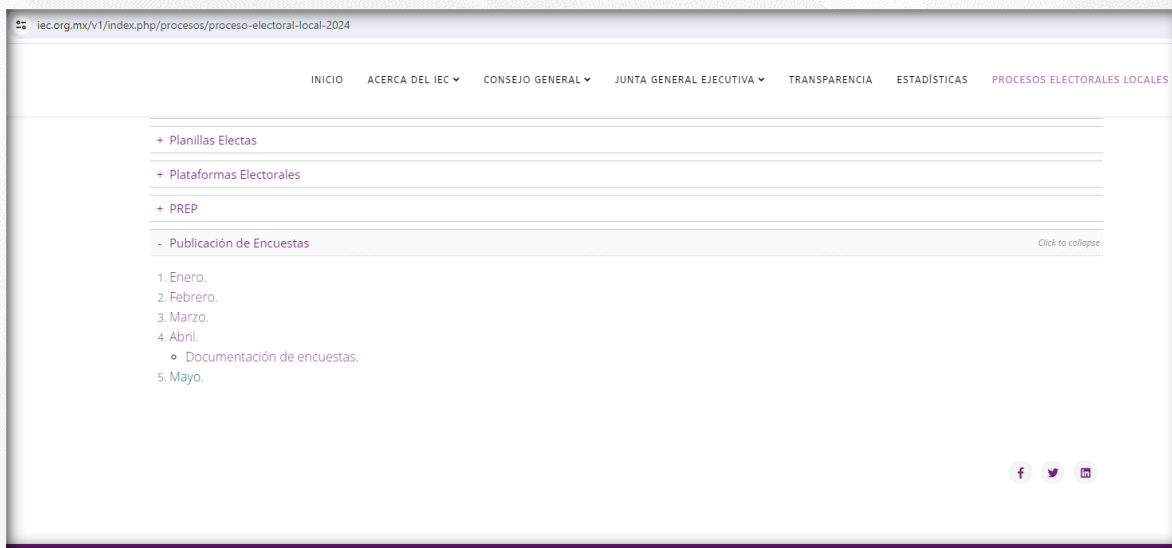 iec.org.mx/v1/index.php/procesos/proceso-electoral-local-2024
INICIO ACERCA DEL IEC CONSEJO GENERAL JUNTA GENERAL EJECUTIVA TRANSPARENCIA ESTADÍSTICAS PROCESOS ELECTORALES LOCALES
+ Planillas Electas
+ Plataformas Electorales
+ PREP
- Publicación de Encuestas Click to collapse
1. Enero.
2. Febrero.
3. Marzo.
4. Abril.
Documentación de encuestas.
5. Mayo.